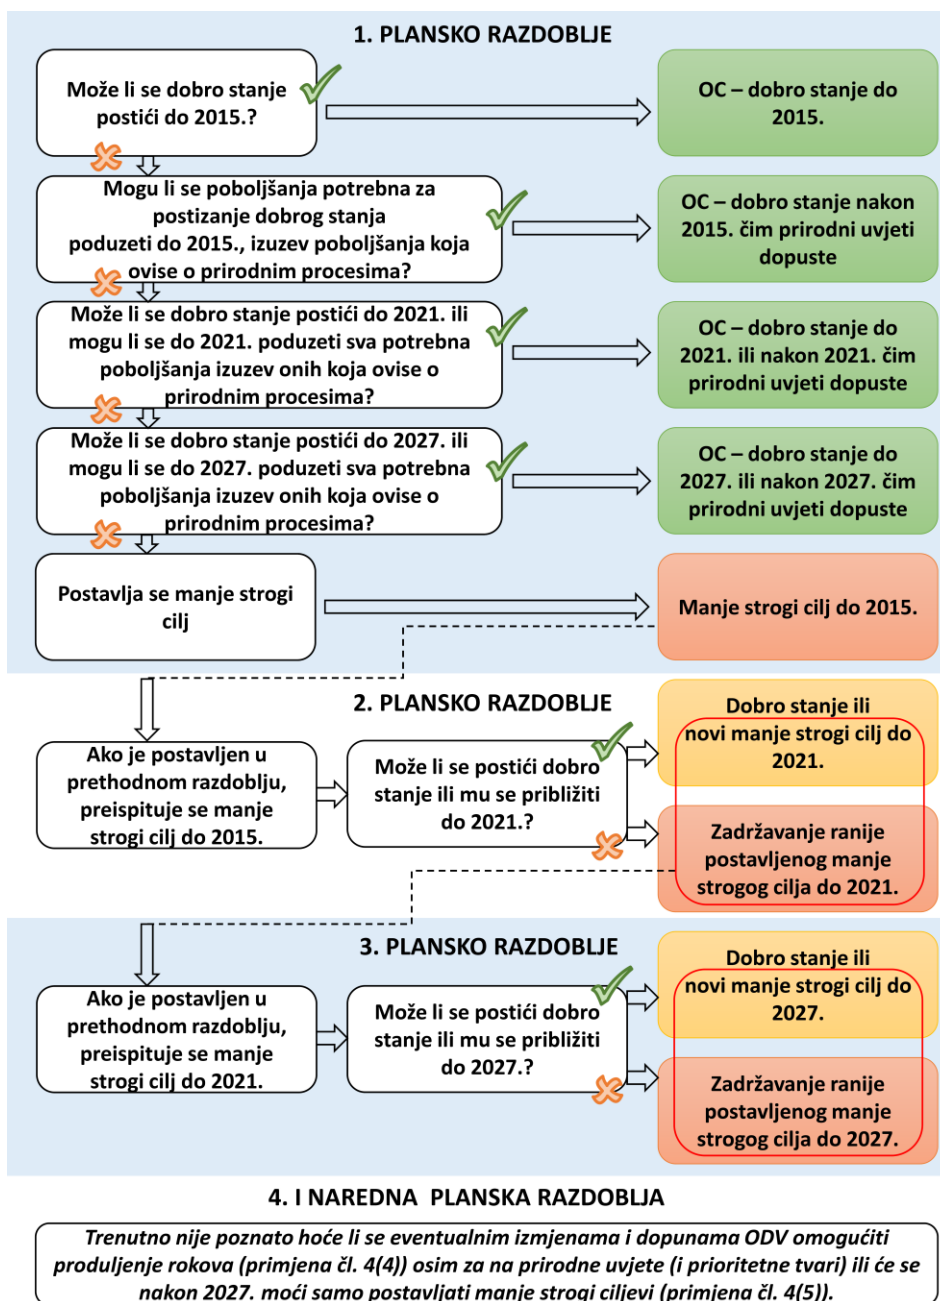 1. PLANSKO RAZDOBLJE
Može li se dobro stanje
postići do 2015.?
OC – dobro stanje do
2015.
Mogu li se poboljšanja potrebna za
postizanje dobrog stanja
poduzeti do 2015., izuzev poboljšanja koja
ovise o prirodnim procesima?
OC – dobro stanje nakon
2015. čim prirodni uvjeti
dopuste
Može li se dobro stanje postići do 2021. ili
mogu li se do 2021. poduzeti sva potrebna
poboljšanja izuzev onih koja ovise o
prirodnim procesima?
OC – dobro stanje do
2021. ili nakon 2021. čim
prirodni uvjeti dopuste
Može li se dobro stanje postići do 2027. ili
mogu li se do 2027. poduzeti sva potrebna
poboljšanja izuzev onih koja ovise o
prirodnim procesima?
OC – dobro stanje do
2027. ili nakon 2027. čim
prirodni uvjeti dopuste
Postavlja se manje strogi
cilj
Manje strogi cilj do 2015.
2. PLANSKO RAZDOBLJE
Ako je postavljen u
prethodnom razdoblju,
preispituje se manje
strogi cilj do 2015.
Može li se postići dobro
stanje ili mu se približiti
do 2021.?
Dobro stanje ili
novi manje strogi cilj do
2021.
Zadržavanje ranije
postavljenog manje
strogog cilja do 2021.
3. PLANSKO RAZDOBLJE
Ako je postavljen u
prethodnom razdoblju,
preispituje se manje
strogi cilj do 2021.
Može li se postići dobro
stanje ili mu se približiti
do 2027.?
Dobro stanje ili
novi manje strogi cilj do
2027.
Zadržavanje ranije
postavljenog manje
strogog cilja do 2027.
4. I NAREDNA PLANSKA RAZDOBLJA
Trenutno nije poznato hoće li se eventualnim izmjenama i dopunama ODV omogućiti
produljenje rokova (primjena čl. 4(4)) osim za na prirodne uvjete (i prioritetne tvari) ili će se
nakon 2027. moći samo postavljati manje strogi ciljevi (primjena čl. 4(5)).